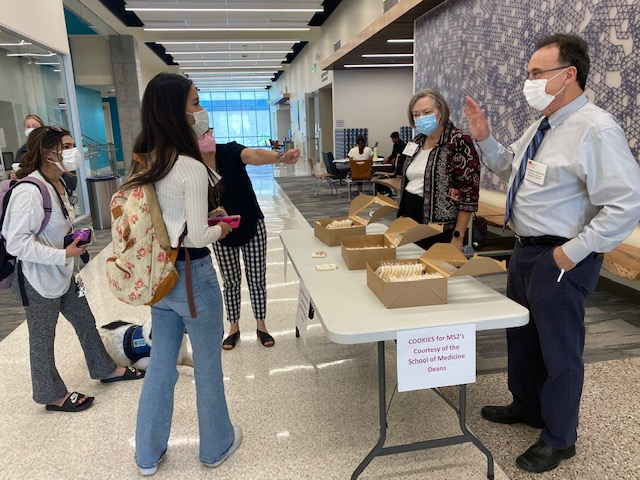 COOKIES for MS2's
Courtesy of the
School of Medicine
Deans